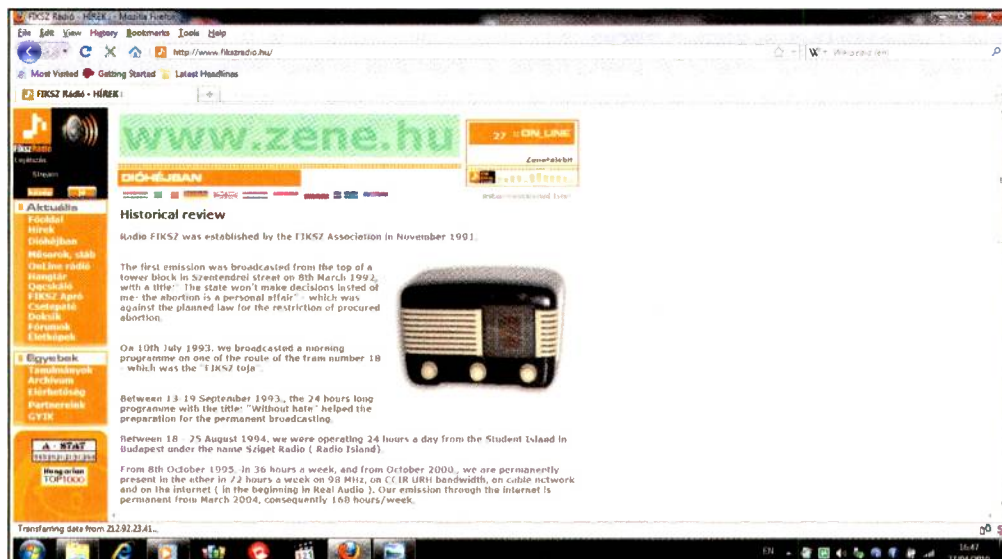 FIKSZ Rádió - HÍREK : - Mozilla Firefox
File Edit View History Bookmarks Tools Help
http://www.fikszradio.hu/
Most Visited Getting Started Latest Headlines
FIKSZ Rádió - HÍREK :
www.zene.hu
>> :: ON_LINE
DIÓHÉJBAN
Stream
Aktuális
Főoldal
Hírek
Dióhéjban
Műsorok, stáb
OnLine rádió
Hangtár
FIKSZ Apró
Csetepaté
Doksik
Fórumok
Életképek
Egyebek
Tanulmányok
Archívum
Elérhetőség
Partnereink
GYIK
A - STAT
Hungarian
TOP1000
Historical review
Radio FIKSZ was established by the FIKSZ Association in November 1991.
The first emission was broadcasted from the top of a
tower block in Szentendrei street on 8th March 1992,
with a title:" The state won't make decisions instead of
me- the abortion is a personal affair" - which was
against the planned law for the restriction of procured
abortion.
On 10th July 1993, we broadcasted a morning
programme on one of the route of the tram number 18
- which was the "FIKSZ tuja".
Between 13-19 September 1993., the 24 hours long
programme with the title: "Without hate" helped the
preparation for the permanent broadcasting.
Between 18 - 25 August 1994, we were operating 24 hours a day from the Student Island in
Budapest under the name Sziget Radio ( Radio Island).
From 8th October 1995, in 36 hours a week, and from October 2000., we are permanently
present in the ether in 72 hours a week on 98 MHz, on CCIR URH bandwidth, on cable network
and on the internet ( in the beginning in Real Audio ). Our emission through the internet is
permanent from March 2004, consequently 168 hours/week.
Transferring data from 212.92.23.41...
EN
16:47